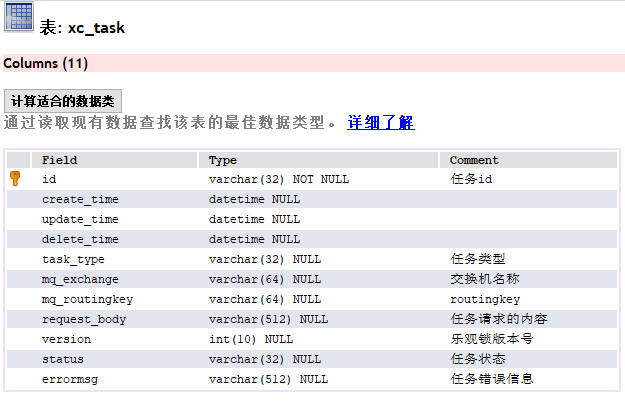 表: xc_task
Columns (11)
计算适合的数据类
通过读取现有数据查找该表的最佳数据类型。 详细了解
Field Type Comment
id varchar(32) NOT NULL 任务id
create_time datetime NULL
update_time datetime NULL
delete_time datetime NULL
task_type varchar(32) NULL 任务类型
mq_exchange varchar(64) NULL 交换机名称
mq_routingkey varchar(64) NULL routingkey
request_body varchar(512) NULL 任务请求的内容
version int(10) NULL 乐观锁版本号
status varchar(32) NULL 任务状态
errormsg varchar(512) NULL 任务错误信息